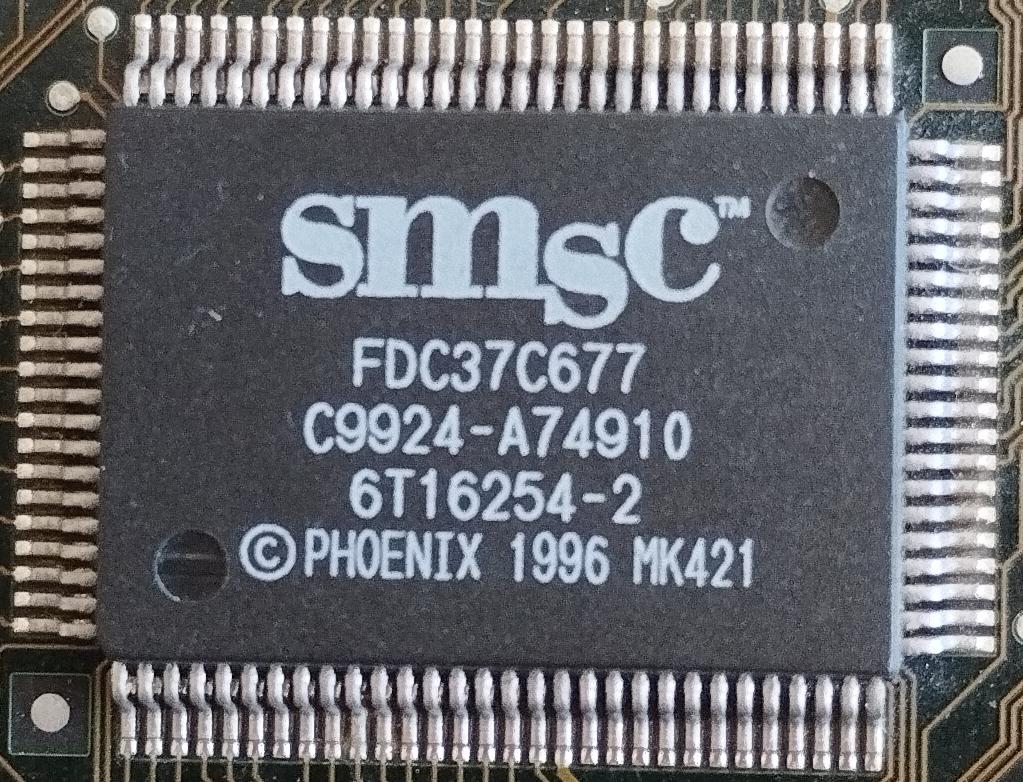 smsc™
FDC37C677
C9924-A74910
6T16254-2
©PHOENIX 1996 MK421